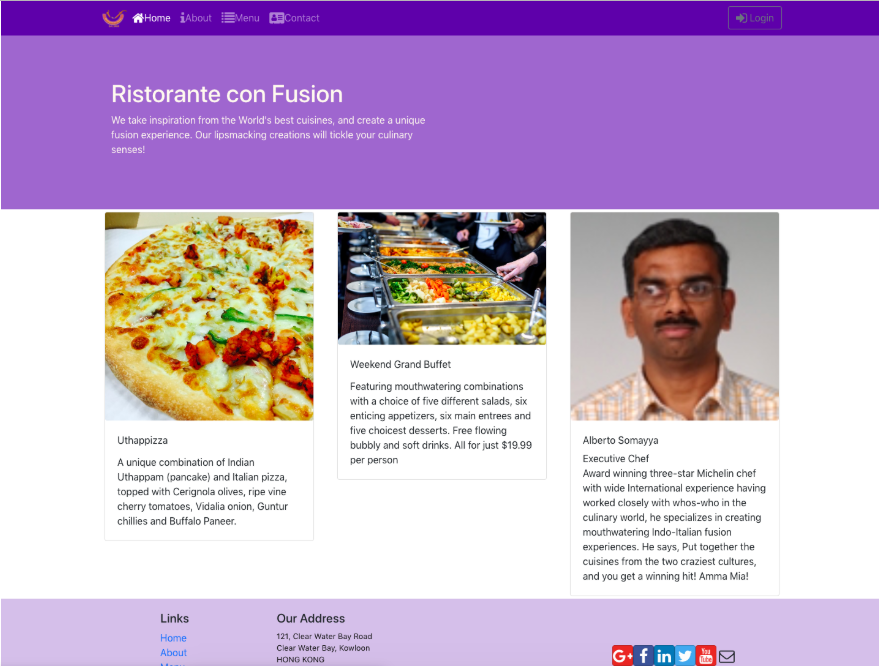 Home About Menu Contact Login
Ristorante con Fusion
We take inspiration from the World's best cuisines, and create a unique
fusion experience. Our lipsmacking creations will tickle your culinary
senses!
Uthappizza
A unique combination of Indian
Uthappam (pancake) and Italian pizza,
topped with Cerignola olives, ripe vine
cherry tomatoes, Vidalia onion, Guntur
chillies and Buffalo Paneer.
Weekend Grand Buffet
Featuring mouthwatering combinations
with a choice of five different salads, six
enticing appetizers, six main entrees and
five choicest desserts. Free flowing
bubbly and soft drinks. All for just $19.99
per person
Alberto Somayya
Executive Chef
Award winning three-star Michelin chef
with wide International experience having
worked closely with whos-who in the
culinary world, he specializes in creating
mouthwatering Indo-Italian fusion
experiences. He says, Put together the
cuisines from the two craziest cultures,
and you get a winning hit! Amma Mia!
Links
Home
About
Menu
Our Address
121, Clear Water Bay Road
Clear Water Bay, Kowloon
HONG KONG
G+ f in You Tube